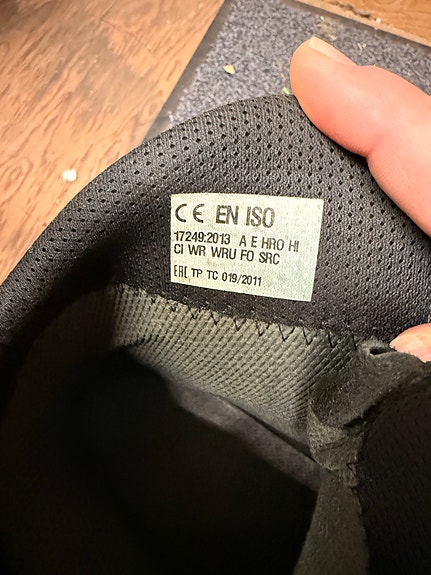 CE EN ISO
17249:2013 A E HRO HI
CI WR WRU FO SRC
EAC TP TC 019/2011